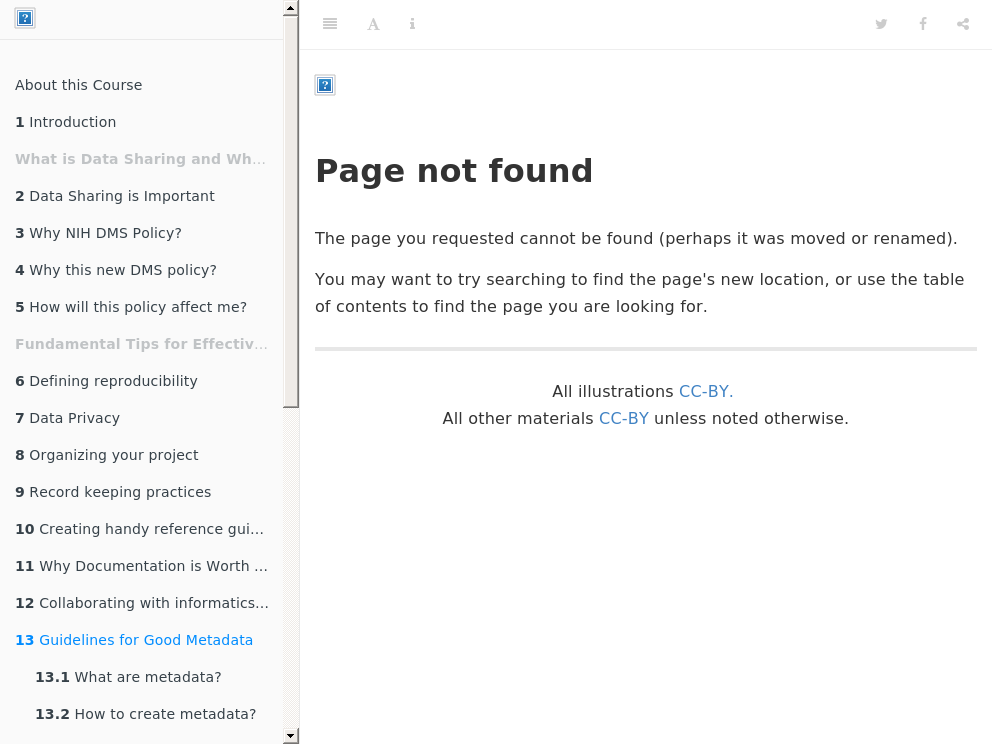 About this Course
1 Introduction
What is Data Sharing and Wh...
2 Data Sharing is Important
3 Why NIH DMS Policy?
4 Why this new DMS policy?
5 How will this policy affect me?
Fundamental Tips for Effectiv...
6 Defining reproducibility
7 Data Privacy
8 Organizing your project
9 Record keeping practices
10 Creating handy reference gui...
11 Why Documentation is Worth ...
12 Collaborating with informatics...
13 Guidelines for Good Metadata
13.1 What are metadata?
13.2 How to create metadata?
Page not found
The page you requested cannot be found (perhaps it was moved or renamed).
You may want to try searching to find the page's new location, or use the table
of contents to find the page you are looking for.
All illustrations CC-BY.
All other materials CC-BY unless noted otherwise.